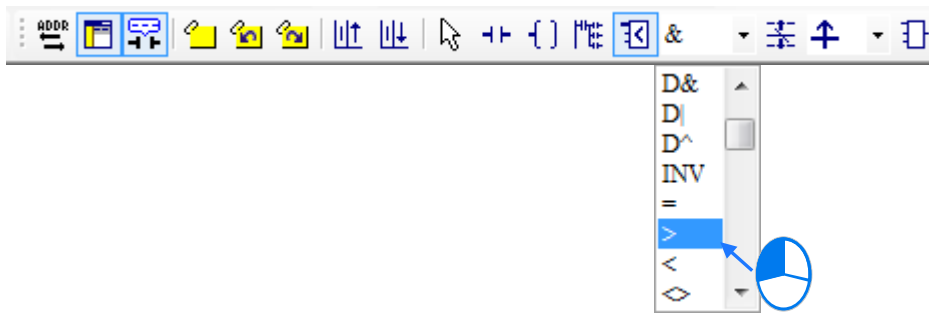 ADDR
&
D&
D|
D^
INV
=
>
<
<>